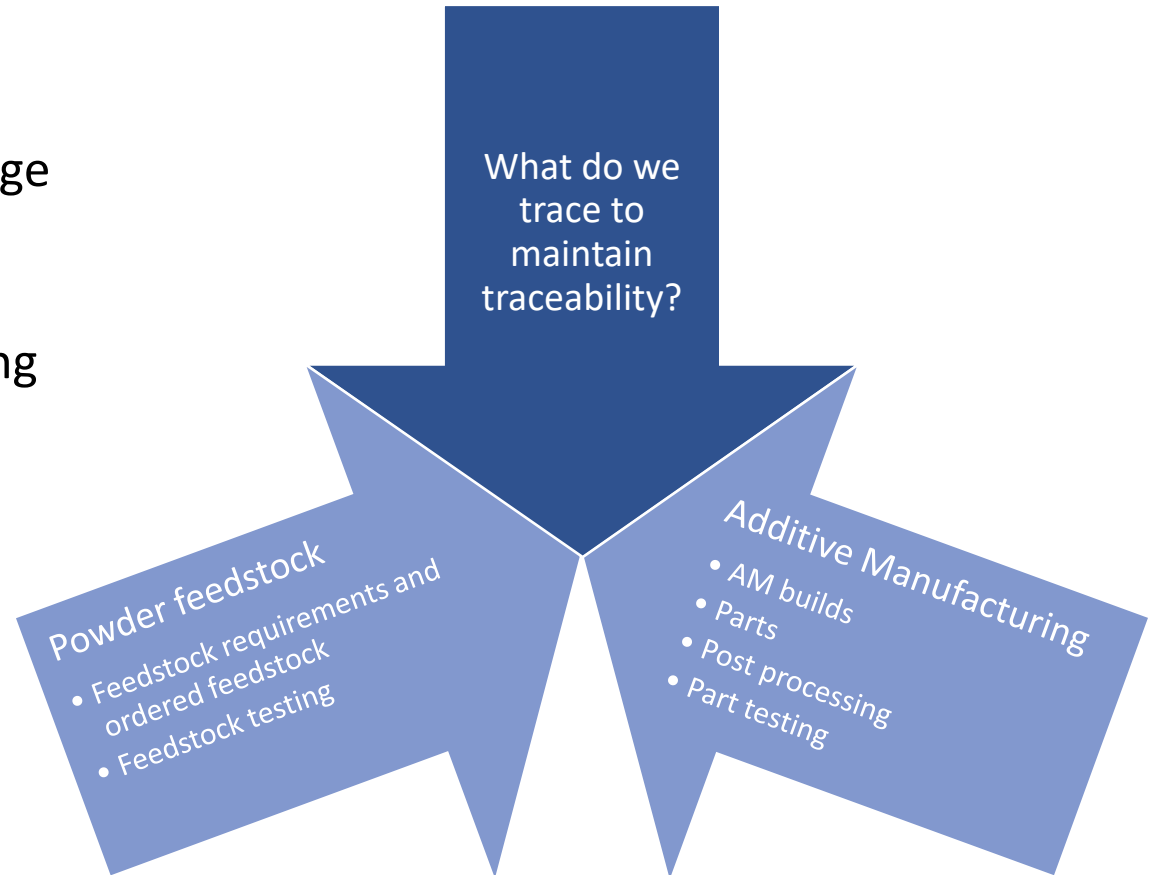 What do we
trace to
maintain
traceability?
Powder feedstock
• Feedstock requirements and
ordered feedstock
• Feedstock testing
Additive Manufacturing
• AM builds
• Parts
• Post processing
• Part testing